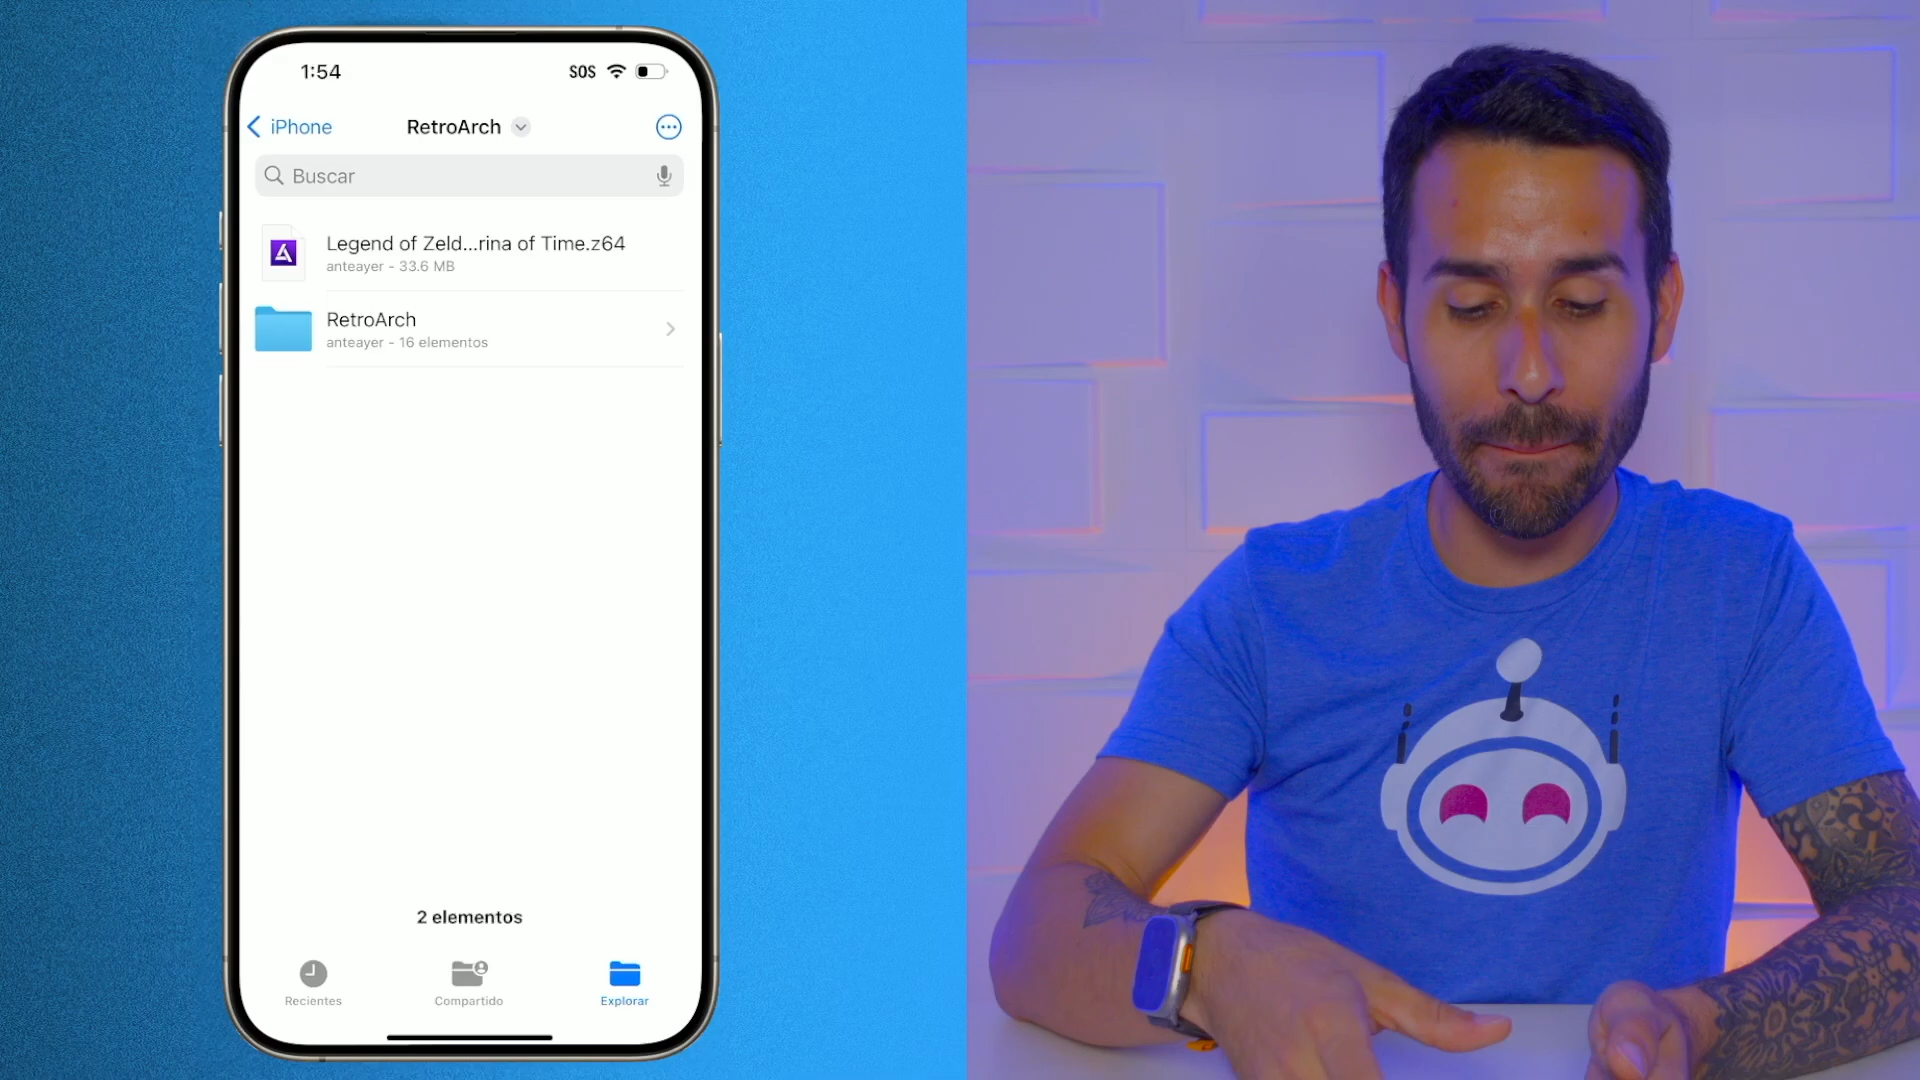 1:54
SOS
iPhone
RetroArch
Buscar
Legend of Zeld...rina of Time.z64
anteayer - 33.6 MB
RetroArch
anteayer - 16 elementos
2 elementos
Recientes
Compartido
Explorar